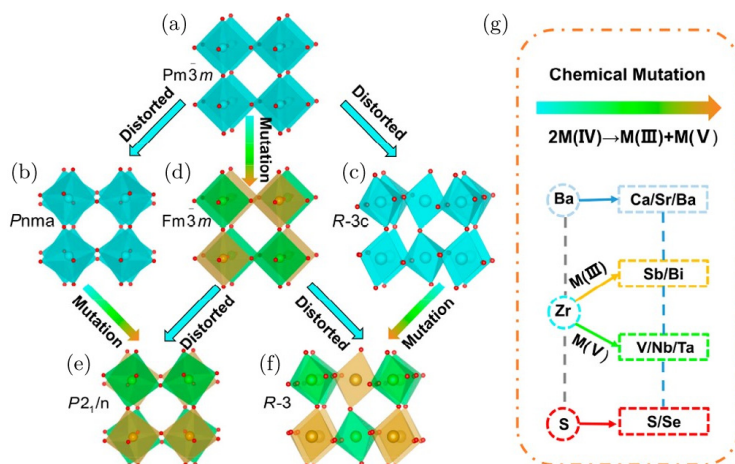 (a)
Pm3̄m
Distorted
Mutation
Distorted
(b)
Pnma
(d)
Fm3̄m
(c)
R-3c
Mutation
Distorted
Distorted
Mutation
(e)
P2₁/n
(f)
R-3
(g)
Chemical Mutation
2M(IV)→M(III)+M(V)
Ba
Ca/Sr/Ba
M(III)
Sb/Bi
Zr
M(V)
V/Nb/Ta
S
S/Se